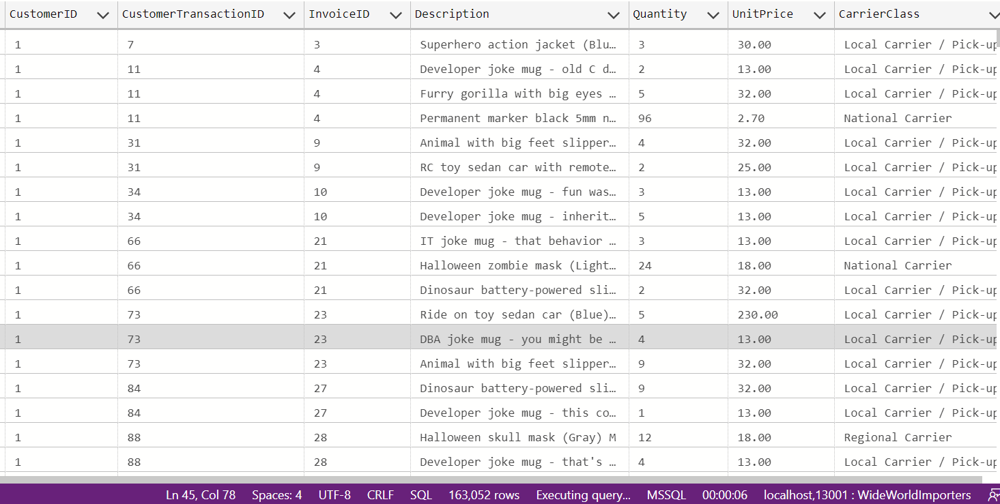 CustomerID CustomerTransactionID InvoiceID Description Quantity UnitPrice CarrierClass
1 7 3 Superhero action jacket (Blu… 3 30.00 Local Carrier / Pick-up
1 11 4 Developer joke mug - old C d… 2 13.00 Local Carrier / Pick-up
1 11 4 Furry gorilla with big eyes … 5 32.00 Local Carrier / Pick-up
1 11 4 Permanent marker black 5mm n… 96 2.70 National Carrier
1 31 9 Animal with big feet slipper… 4 32.00 Local Carrier / Pick-up
1 31 9 RC toy sedan car with remote… 2 25.00 Local Carrier / Pick-up
1 34 10 Developer joke mug - fun was… 3 13.00 Local Carrier / Pick-up
1 34 10 Developer joke mug - inherit… 5 13.00 Local Carrier / Pick-up
1 66 21 IT joke mug - that behavior … 3 13.00 Local Carrier / Pick-up
1 66 21 Halloween zombie mask (Light… 24 18.00 National Carrier
1 66 21 Dinosaur battery-powered sli… 2 32.00 Local Carrier / Pick-up
1 73 23 Ride on toy sedan car (Blue)… 5 230.00 Local Carrier / Pick-up
1 73 23 DBA joke mug - you might be … 4 13.00 Local Carrier / Pick-up
1 73 23 Animal with big feet slipper… 9 32.00 Local Carrier / Pick-up
1 84 27 Dinosaur battery-powered sli… 9 32.00 Local Carrier / Pick-up
1 84 27 Developer joke mug - this co… 1 13.00 Local Carrier / Pick-up
1 88 28 Halloween skull mask (Gray) M 12 18.00 Regional Carrier
1 88 28 Developer joke mug - that's … 4 13.00 Local Carrier / Pick-up
Ln 45, Col 78 Spaces: 4 UTF-8 CRLF SQL 163,052 rows Executing query... MSSQL 00:00:06 localhost,13001 : WideWorldImporters